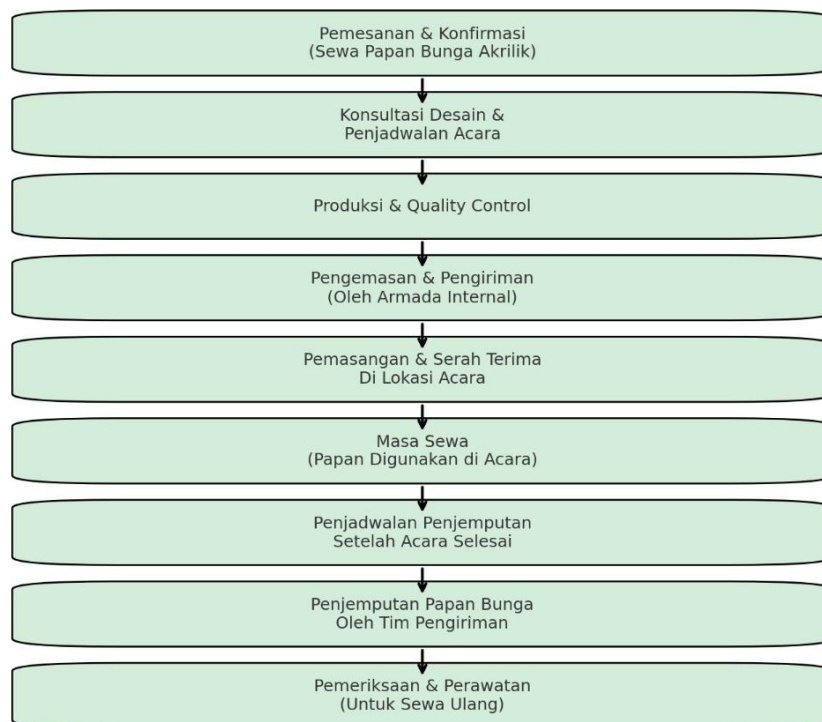 Pemesanan & Konfirmasi
(Sewa Papan Bunga Akrilik)
Konsultasi Desain &
Penjadwalan Acara
Produksi & Quality Control
Pengemasan & Pengiriman
(Oleh Armada Internal)
Pemasangan & Serah Terima
Di Lokasi Acara
Masa Sewa
(Papan Digunakan di Acara)
Penjadwalan Penjemputan
Setelah Acara Selesai
Penjemputan Papan Bunga
Oleh Tim Pengiriman
Pemeriksaan & Perawatan
(Untuk Sewa Ulang)